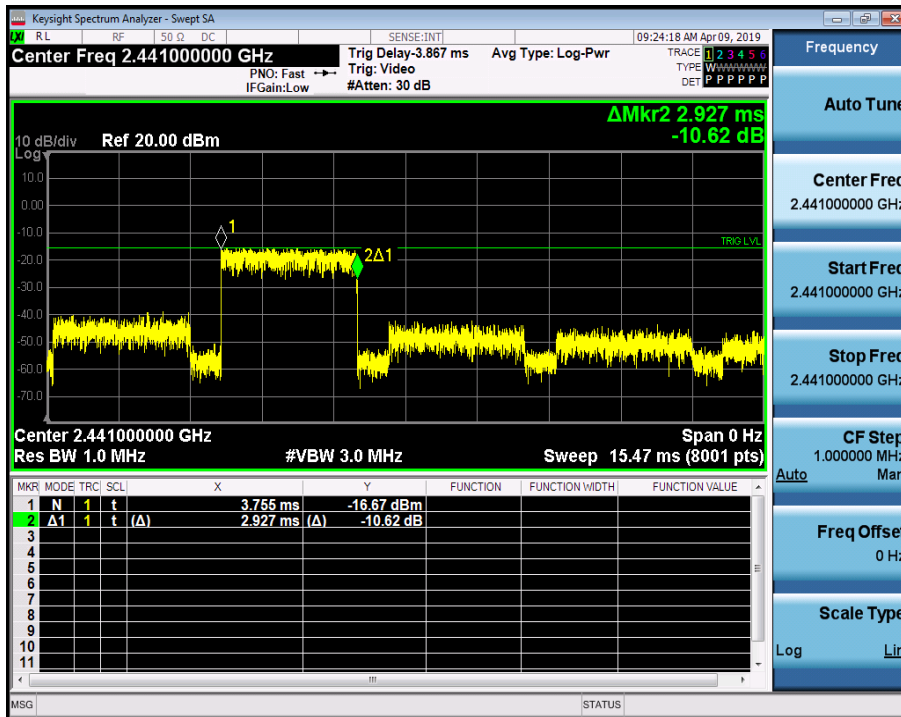 Keysight Spectrum Analyzer - Swept SA
LXI RL RF 50 Ω DC SENSE:INT 09:24:18 AM Apr 09, 2019
Center Freq 2.441000000 GHz
PNO: Fast
IFGain:Low
Trig Delay-3.867 ms
Trig: Video
#Atten: 30 dB
Avg Type: Log-Pwr
TRACE 1 2 3 4 5 6
TYPE WWWWWW
DET P P P P P P
ΔMkr2 2.927 ms
-10.62 dB
10 dB/div Ref 20.00 dBm
Log
10.0
0.00
-10.0
-20.0
-30.0
-40.0
-50.0
-60.0
-70.0
1
2Δ1
TRIG LVL
Center 2.441000000 GHz Span 0 Hz
Res BW 1.0 MHz #VBW 3.0 MHz Sweep 15.47 ms (8001 pts)
MKR MODE TRC SCL X Y FUNCTION FUNCTION WIDTH FUNCTION VALUE
1 N 1 t 3.755 ms -16.67 dBm
2 Δ1 1 t (Δ) 2.927 ms (Δ) -10.62 dB
3
4
5
6
7
8
9
10
11
MSG STATUS
Frequency
Auto Tune
Center Freq
2.441000000 GHz
Start Freq
2.441000000 GHz
Stop Freq
2.441000000 GHz
CF Step
1.000000 MHz
Auto Man
Freq Offset
0 Hz
Scale Type
Log Lin